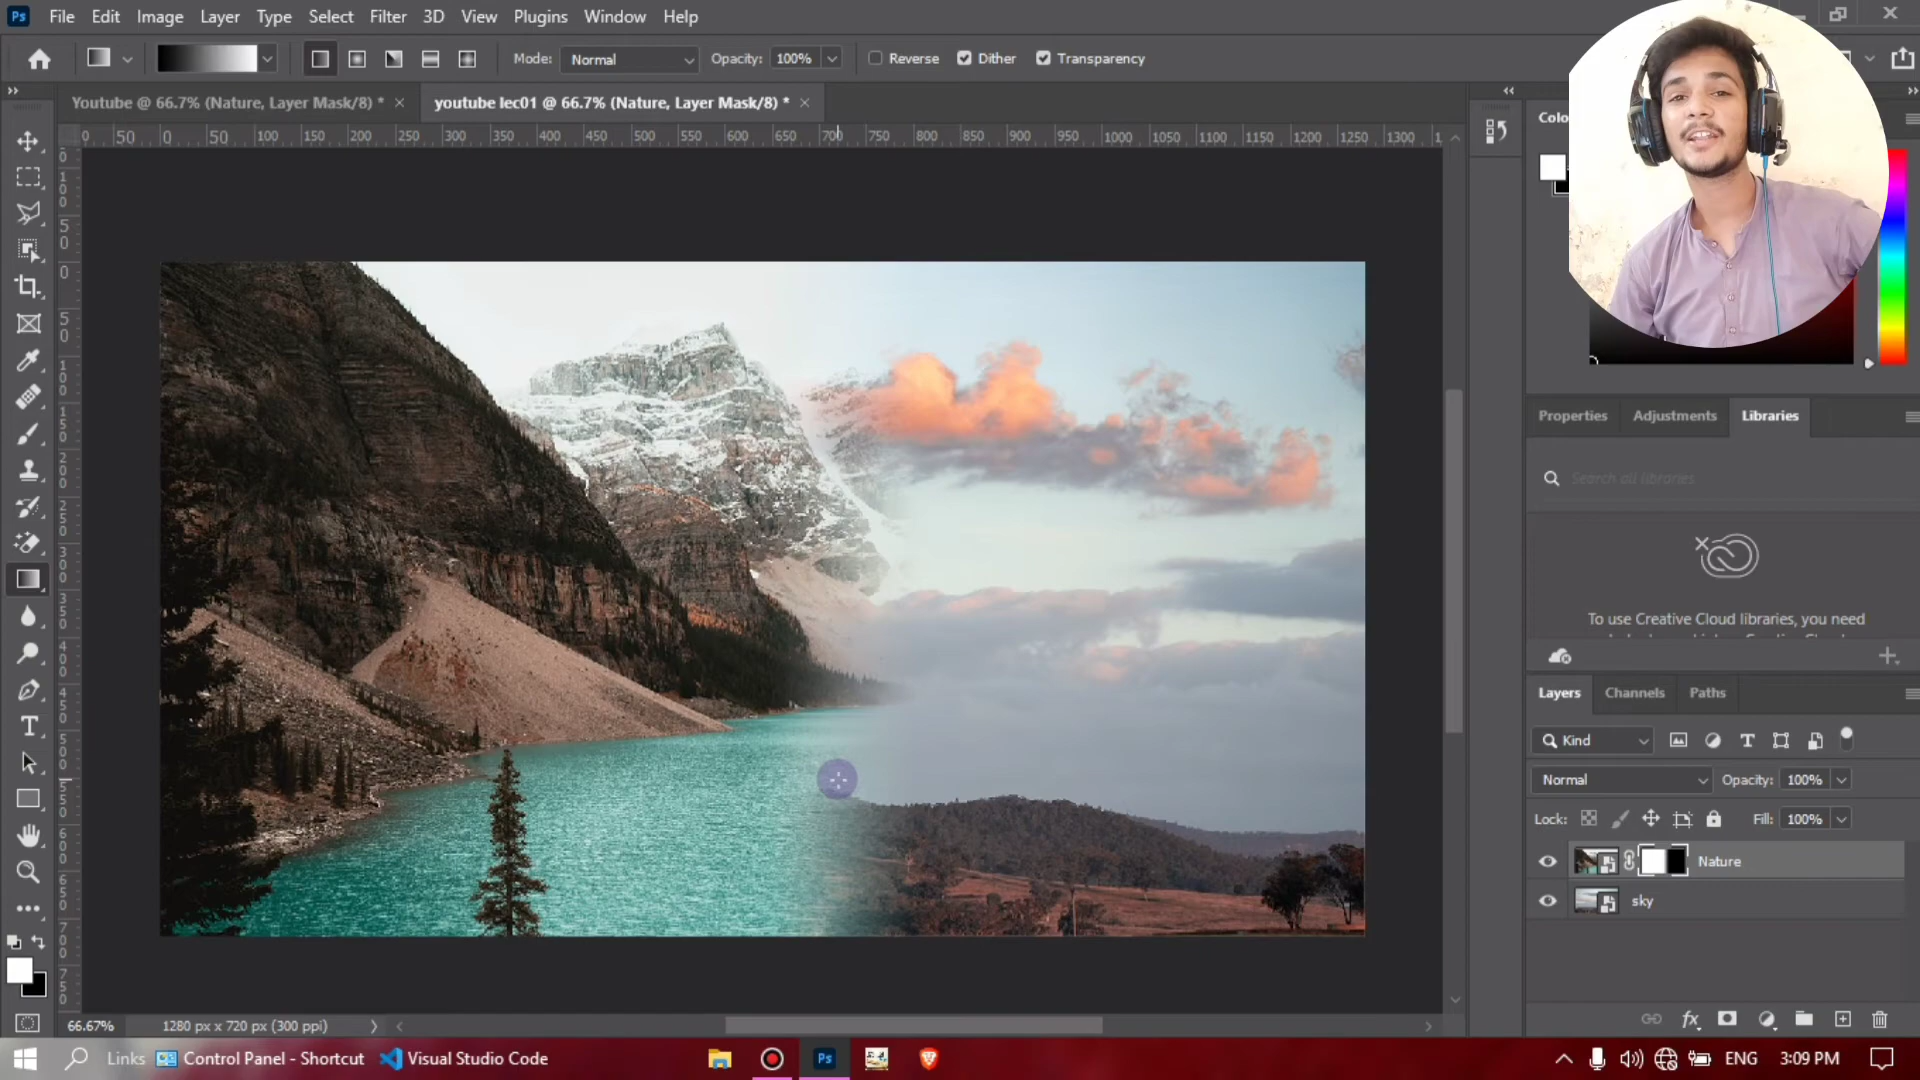 Ps File Edit Image Layer Type Select Filter 3D View Plugins Window Help
Mode: Normal Opacity: 100% Reverse Dither Transparency
Youtube @ 66.7% (Nature, Layer Mask/8) * × youtube lec01 @ 66.7% (Nature, Layer Mask/8) * ×
0 50 0 50 100 150 200 250 300 350 400 450 500 550 600 650 700 750 800 850 900 950 1000 1050 1100 1150 1200 1250 1300
Colo
Properties Adjustments Libraries
Search all libraries
To use Creative Cloud libraries, you need
Layers Channels Paths
Kind
Normal Opacity: 100%
Lock: Fill: 100%
Nature
sky
66.67% 1280 px x 720 px (300 ppi)
Links Control Panel - Shortcut Visual Studio Code Ps ENG 3:09 PM